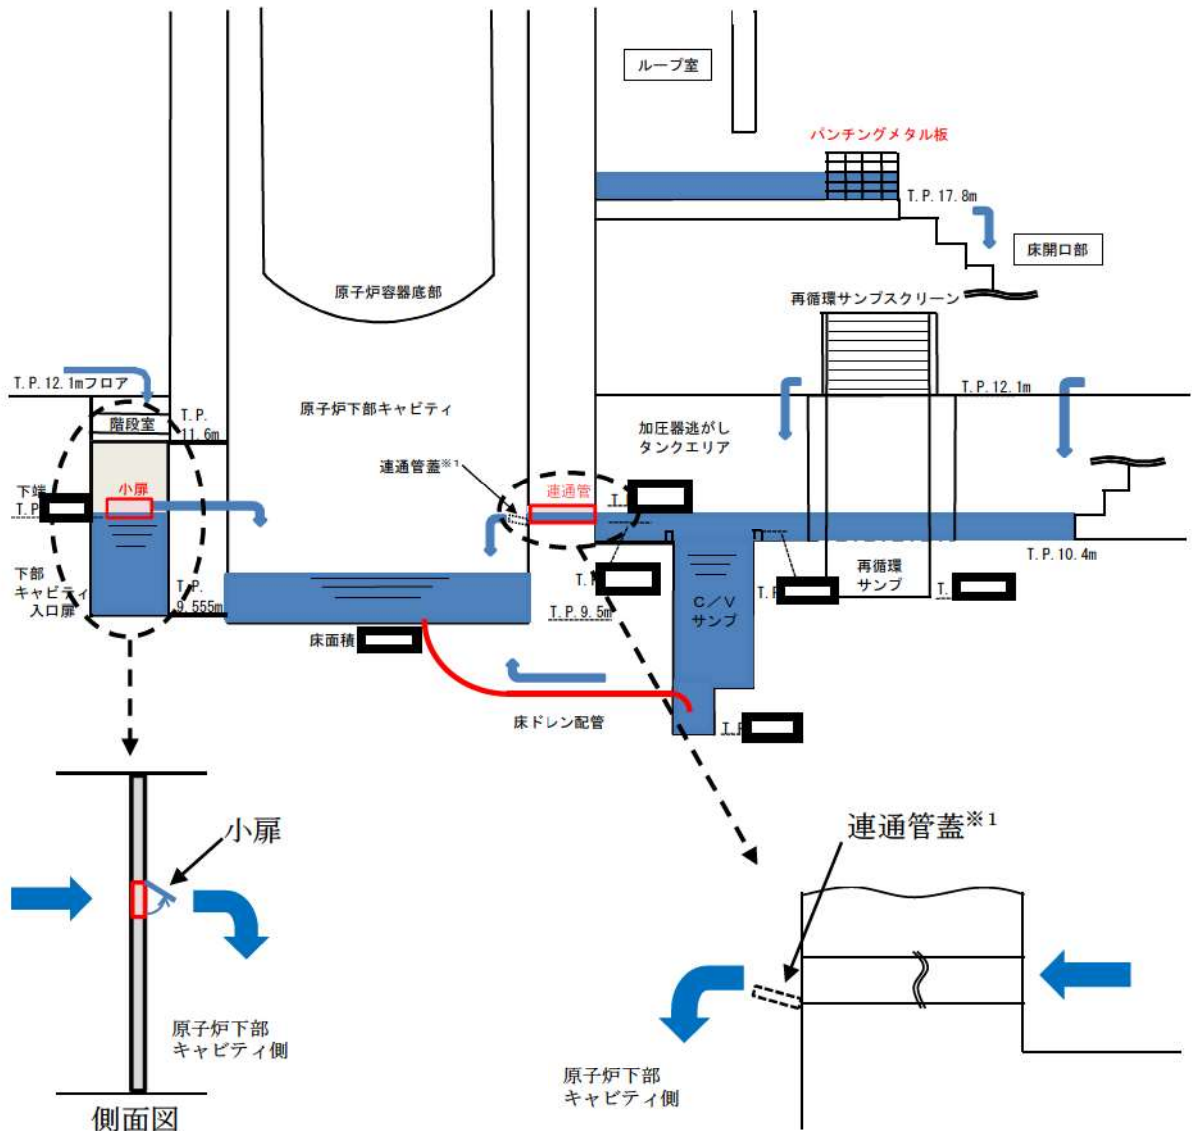 ループ室
パンチングメタル板
T.P.17.8m
床開口部
原子炉容器底部
再循環サンプスクリーン
T.P.12.1mフロア
T.P.12.1m
階段室
T.P.
11.6m
原子炉下部キャビティ
加圧器逃がし
タンクエリア
連通管蓋※1
連通管
小扉
下端
T.P
T.
T.P.10.4m
下部
キャビティ
入口扉
T.P.
9.555m
T.
T.P.9.5m
C/V
サンプ
T.
再循環
サンプ
T.
床面積
床ドレン配管
T.
小扉
連通管蓋※1
原子炉下部
キャビティ側
原子炉下部
キャビティ側
側面図